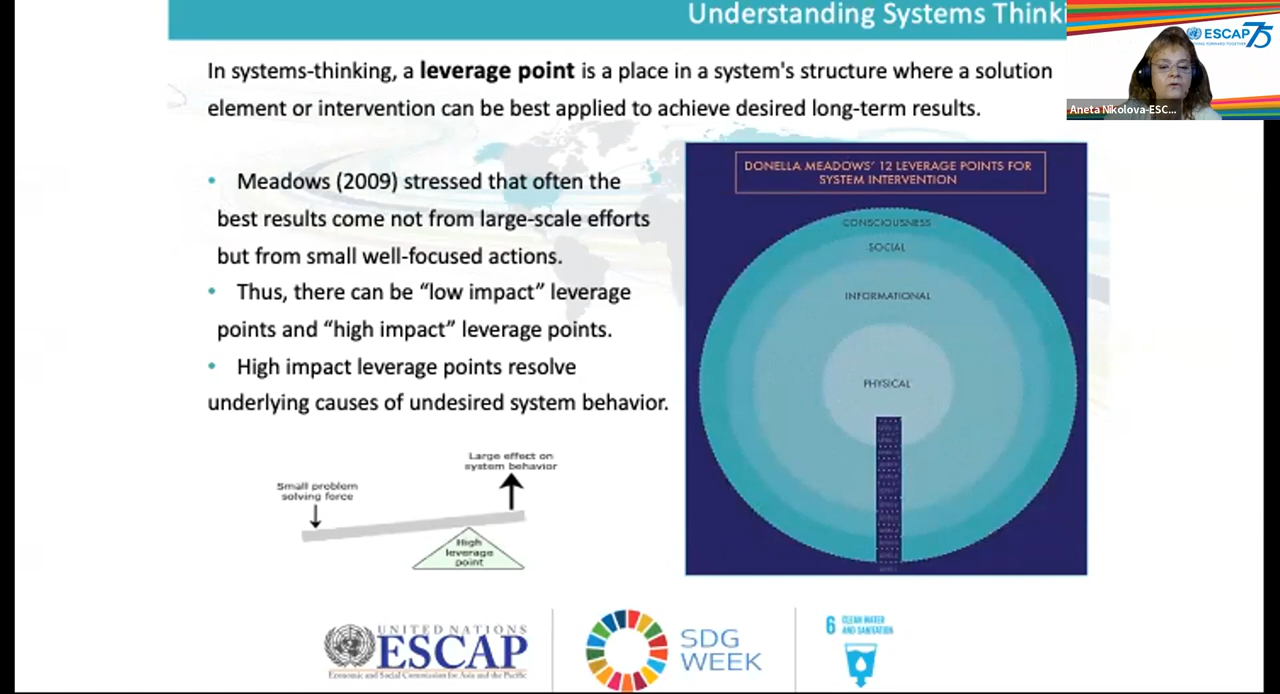 Understanding Systems Thinki
ESCAP 75
Aneta Nikolova-ESC...
In systems-thinking, a leverage point is a place in a system's structure where a solution
element or intervention can be best applied to achieve desired long-term results.
• Meadows (2009) stressed that often the
best results come not from large-scale efforts
but from small well-focused actions.
• Thus, there can be “low impact” leverage
points and “high impact” leverage points.
• High impact leverage points resolve
underlying causes of undesired system behavior.
DONELLA MEADOWS' 12 LEVERAGE POINTS FOR
SYSTEM INTERVENTION
CONSCIOUSNESS
SOCIAL
INFORMATIONAL
PHYSICAL
Large effect on
system behavior
Small problem
solving force
High
leverage
point
UNITED NATIONS
ESCAP
Economic and Social Commission for Asia and the Pacific
SDG
WEEK
6 CLEAN WATER
AND SANITATION